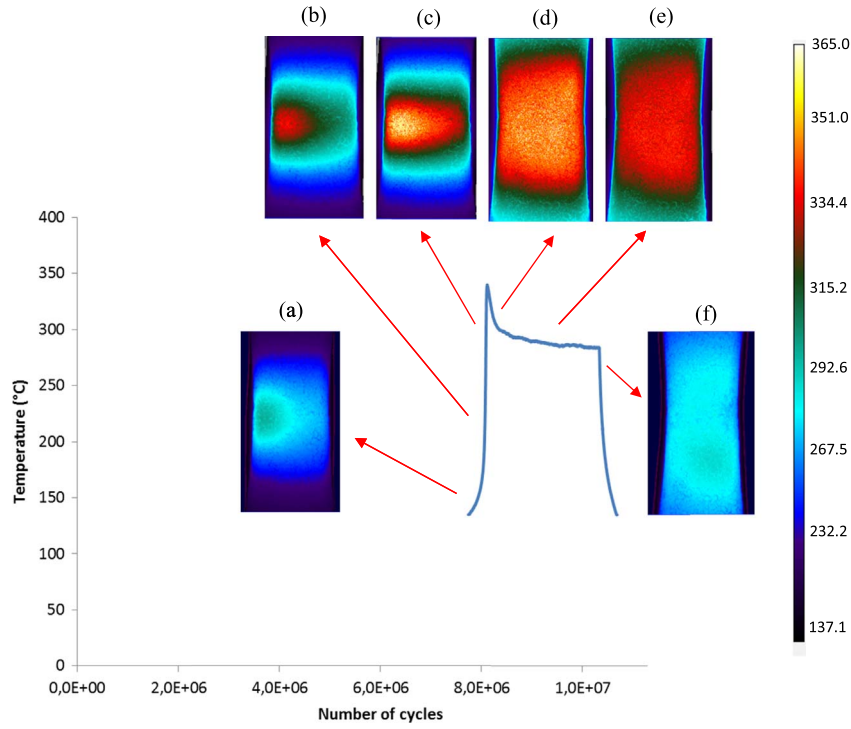 (b) (c) (d) (e)
365.0
351.0
334.2
315.2
292.6
267.5
232.2
137.1
(a)
(f)
Temperature (°C)
400
350
300
250
200
150
100
50
0
0,0E+00 2,0E+06 4,0E+06 6,0E+06 8,0E+06 1,0E+07
Number of cycles